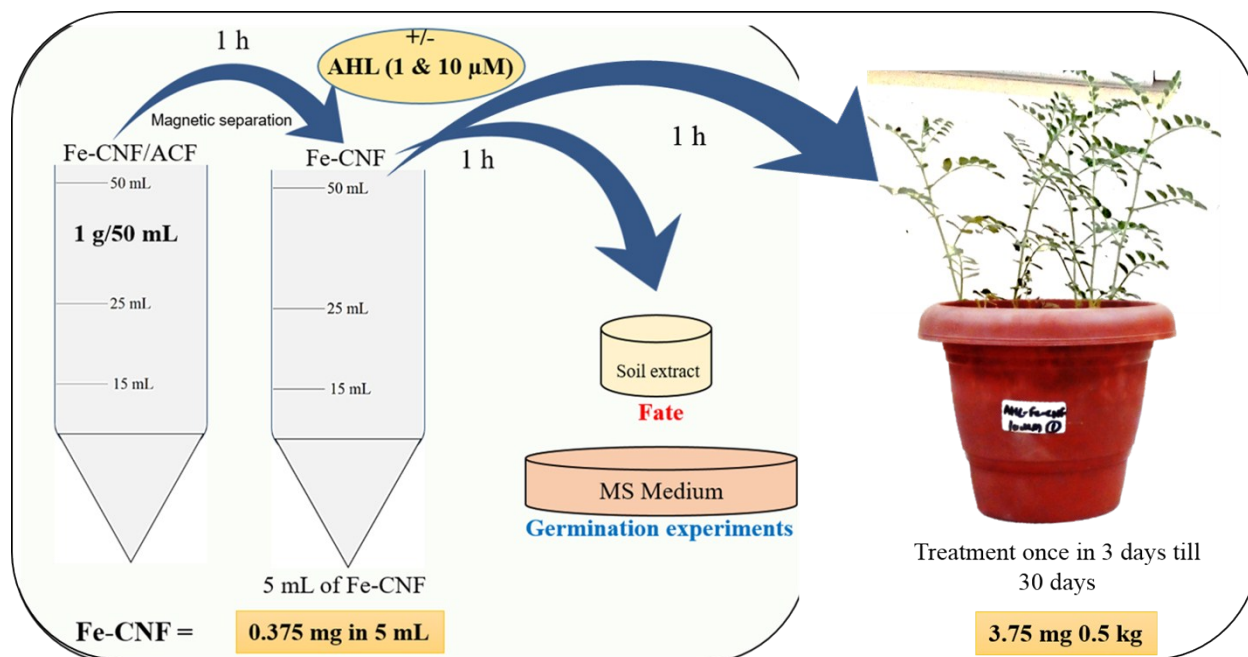 1 h
+/-
AHL (1 & 10 µM)
Magnetic separation
Fe-CNF/ACF
Fe-CNF
1 h
1 h
50 mL
1 g/50 mL
25 mL
15 mL
50 mL
25 mL
15 mL
Soil extract
Fate
MS Medium
Germination experiments
5 mL of Fe-CNF
Fe-CNF =
0.375 mg in 5 mL
AHL-Fe-CNF
Treatment once in 3 days till
30 days
3.75 mg 0.5 kg